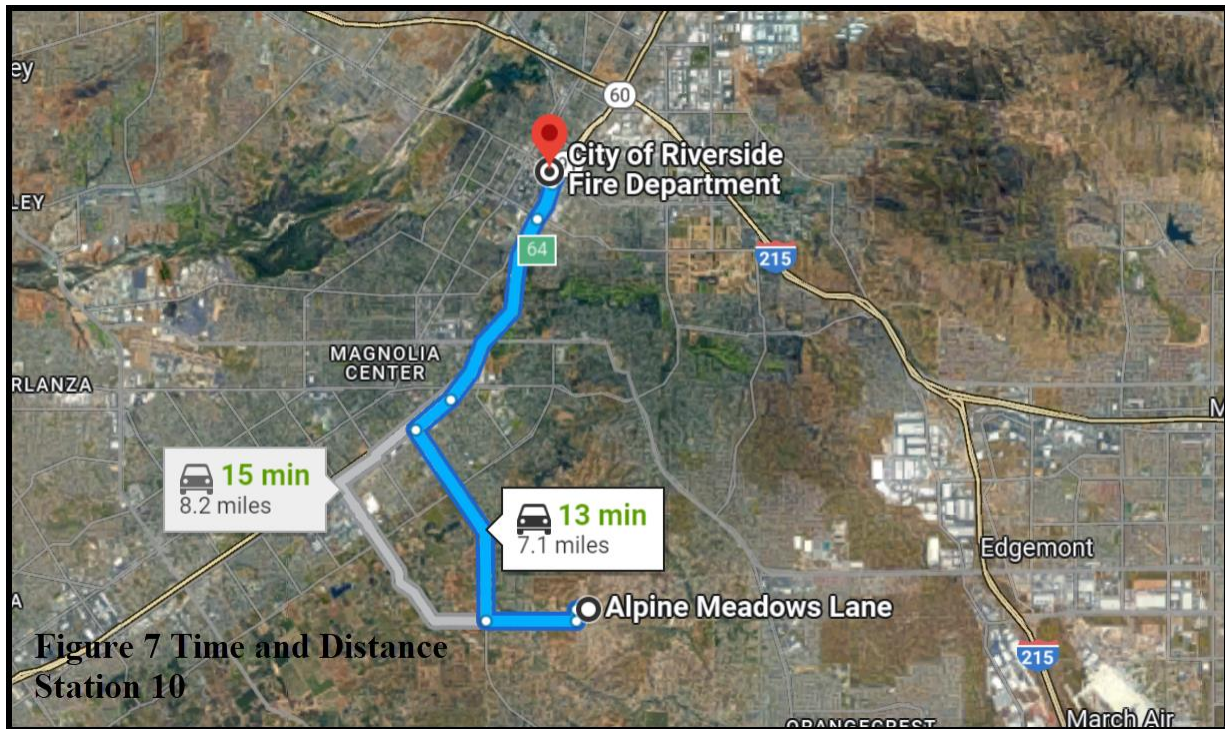 ey
60
City of Riverside
Fire Department
LEY
64
215
MAGNOLIA
CENTER
RLANZA
M
15 min
8.2 miles
13 min
7.1 miles
Edgemont
Alpine Meadows Lane
A
Figure 7 Time and Distance
Station 10
215
ORANGECREST
March Air